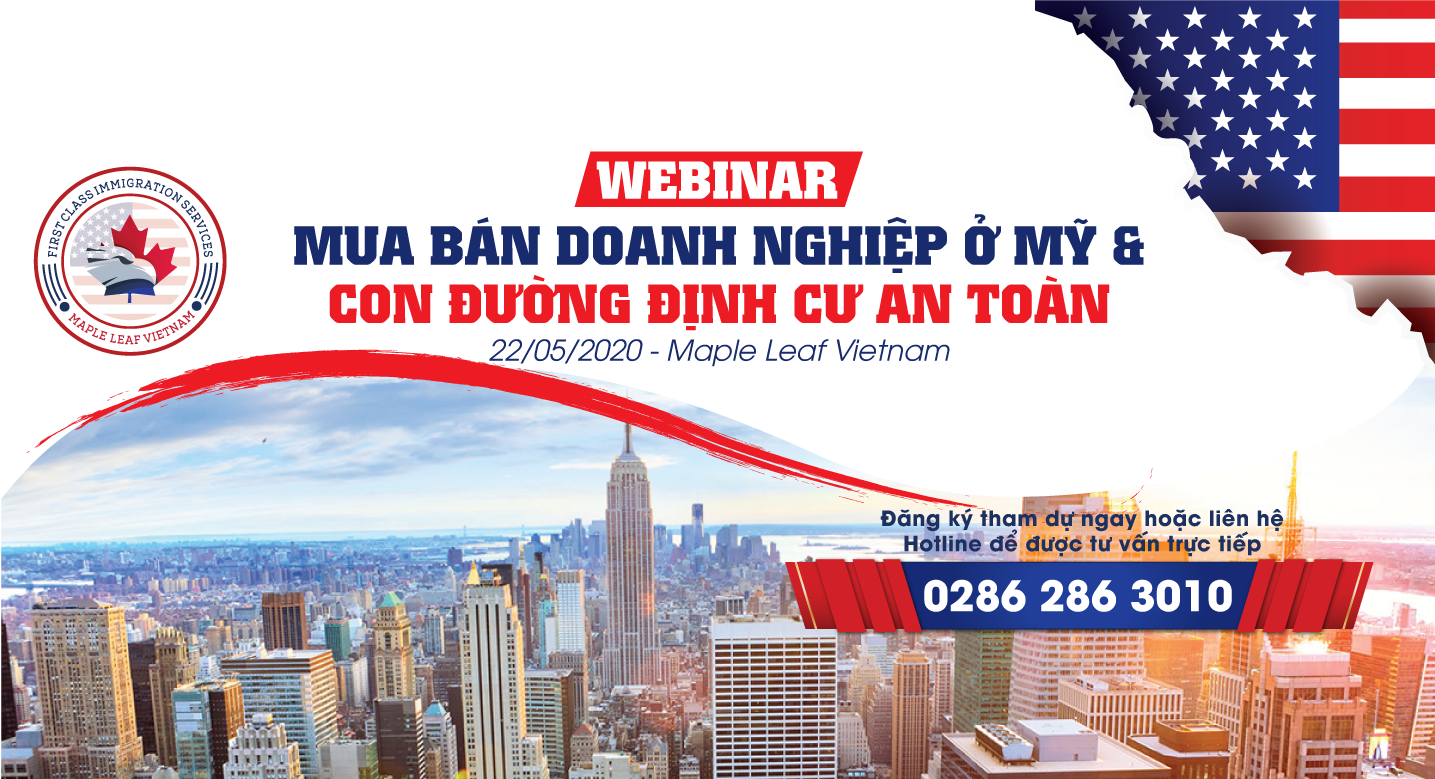 FIRST CLASS IMMIGRATION SERVICES
MAPLE LEAF VIETNAM
WEBINAR
MUA BÁN DOANH NGHIỆP Ở MỸ &
CON ĐƯỜNG ĐỊNH CƯ AN TOÀN
22/05/2020 - Maple Leaf Vietnam
Đăng ký tham dự ngay hoặc liên hệ
Hotline để được tư vấn trực tiếp
0286 286 3010